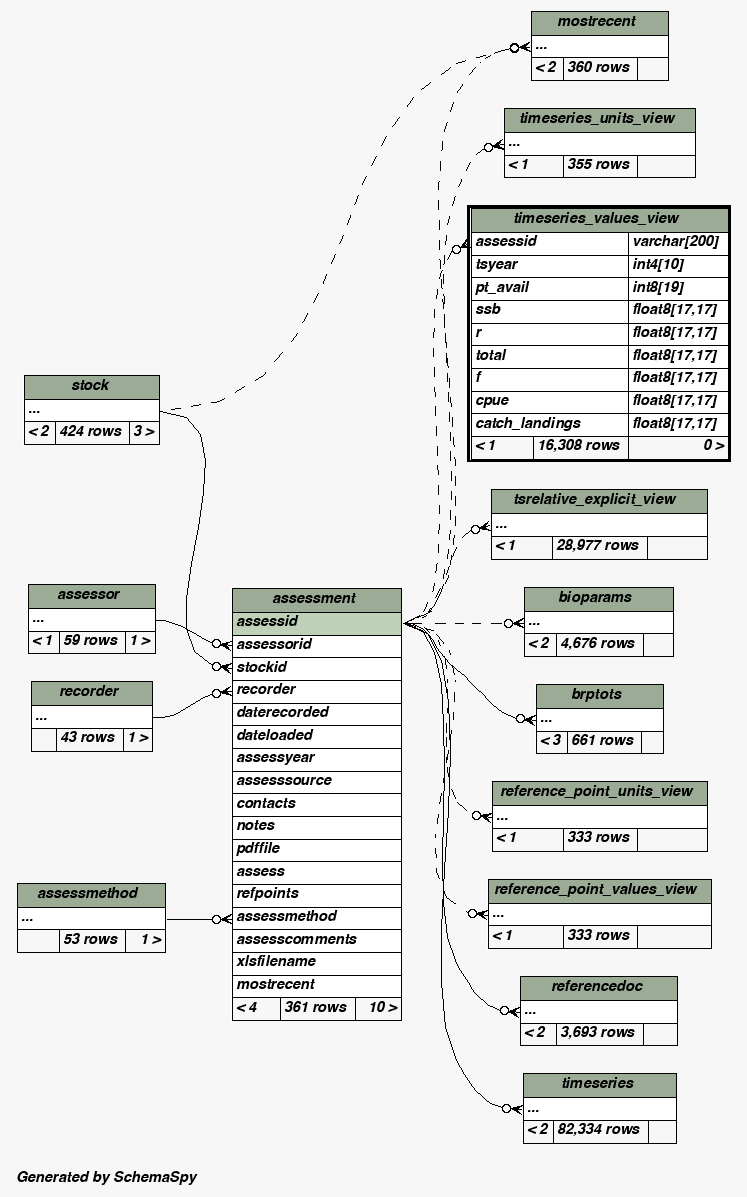 mostrecent
...
< 2 360 rows
timeseries_units_view
...
< 1 355 rows
timeseries_values_view
assessid varchar[200]
tsyear int4[10]
pt_avail int8[19]
ssb float8[17,17]
r float8[17,17]
total float8[17,17]
f float8[17,17]
cpue float8[17,17]
catch_landings float8[17,17]
< 1 16,308 rows 0 >
stock
...
< 2 424 rows 3 >
tsrelative_explicit_view
...
< 1 28,977 rows
assessor
...
< 1 59 rows 1 >
recorder
...
43 rows 1 >
assessmethod
...
53 rows 1 >
assessment
assessid
assessorid
stockid
recorder
daterecorded
dateloaded
assessyear
assesssource
contacts
notes
pdffile
assess
refpoints
assessmethod
assesscomments
xlsfilename
mostrecent
< 4 361 rows 10 >
bioparams
...
< 2 4,676 rows
brptots
...
< 3 661 rows
reference_point_units_view
...
< 1 333 rows
reference_point_values_view
...
< 1 333 rows
referencedoc
...
< 2 3,693 rows
timeseries
...
< 2 82,334 rows
Generated by SchemaSpy